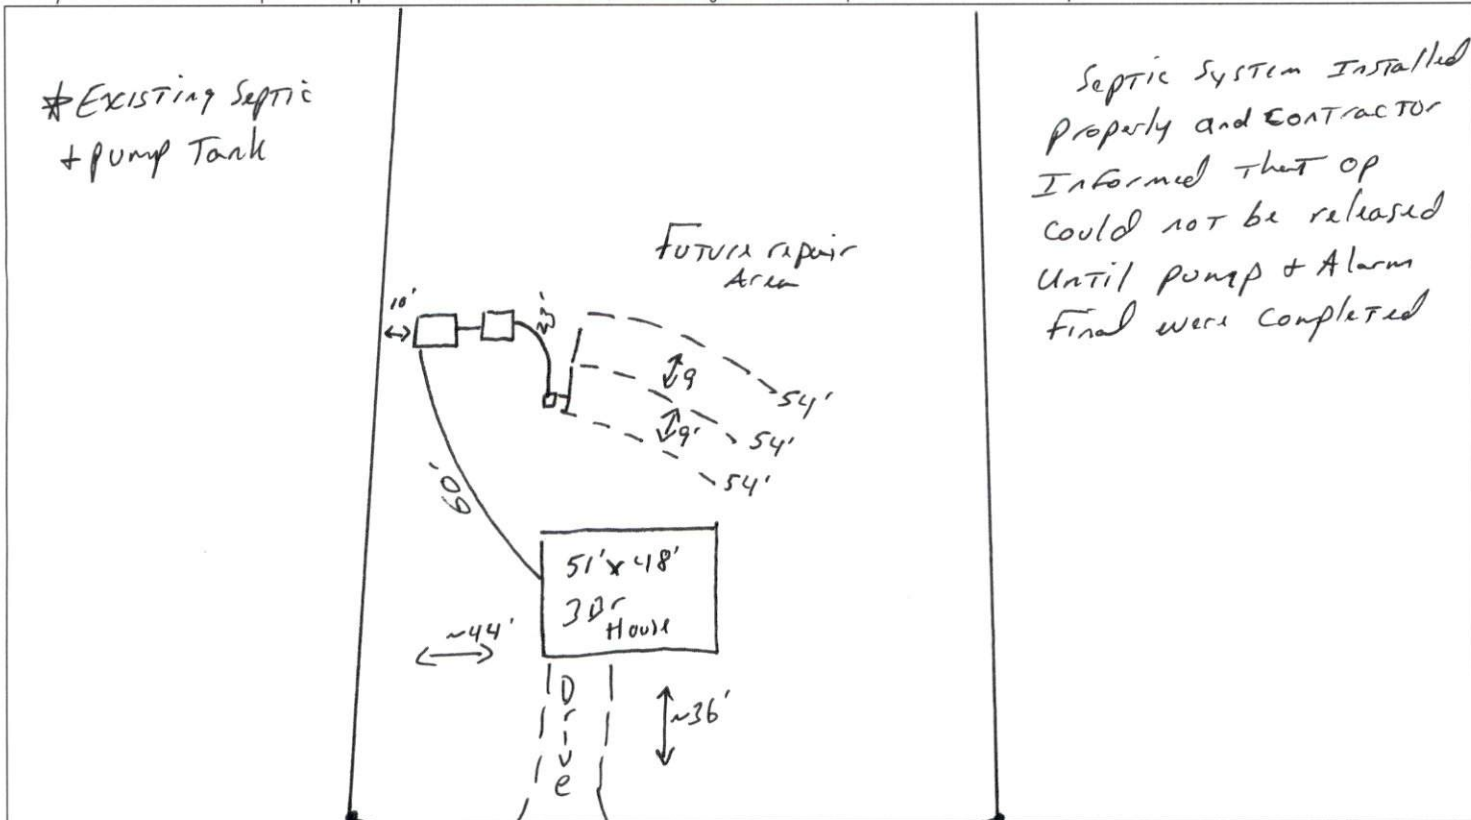 * Existing Septic
+ pump Tank
Septic System Installed
Properly and Contractor
Informed that op
could not be released
Until pump + Alarm
Final were completed
Future repair
Area
10'
9
9'
54'
54'
54'
60'
51' x 48'
3 Br
House
~44'
Drive
~36'